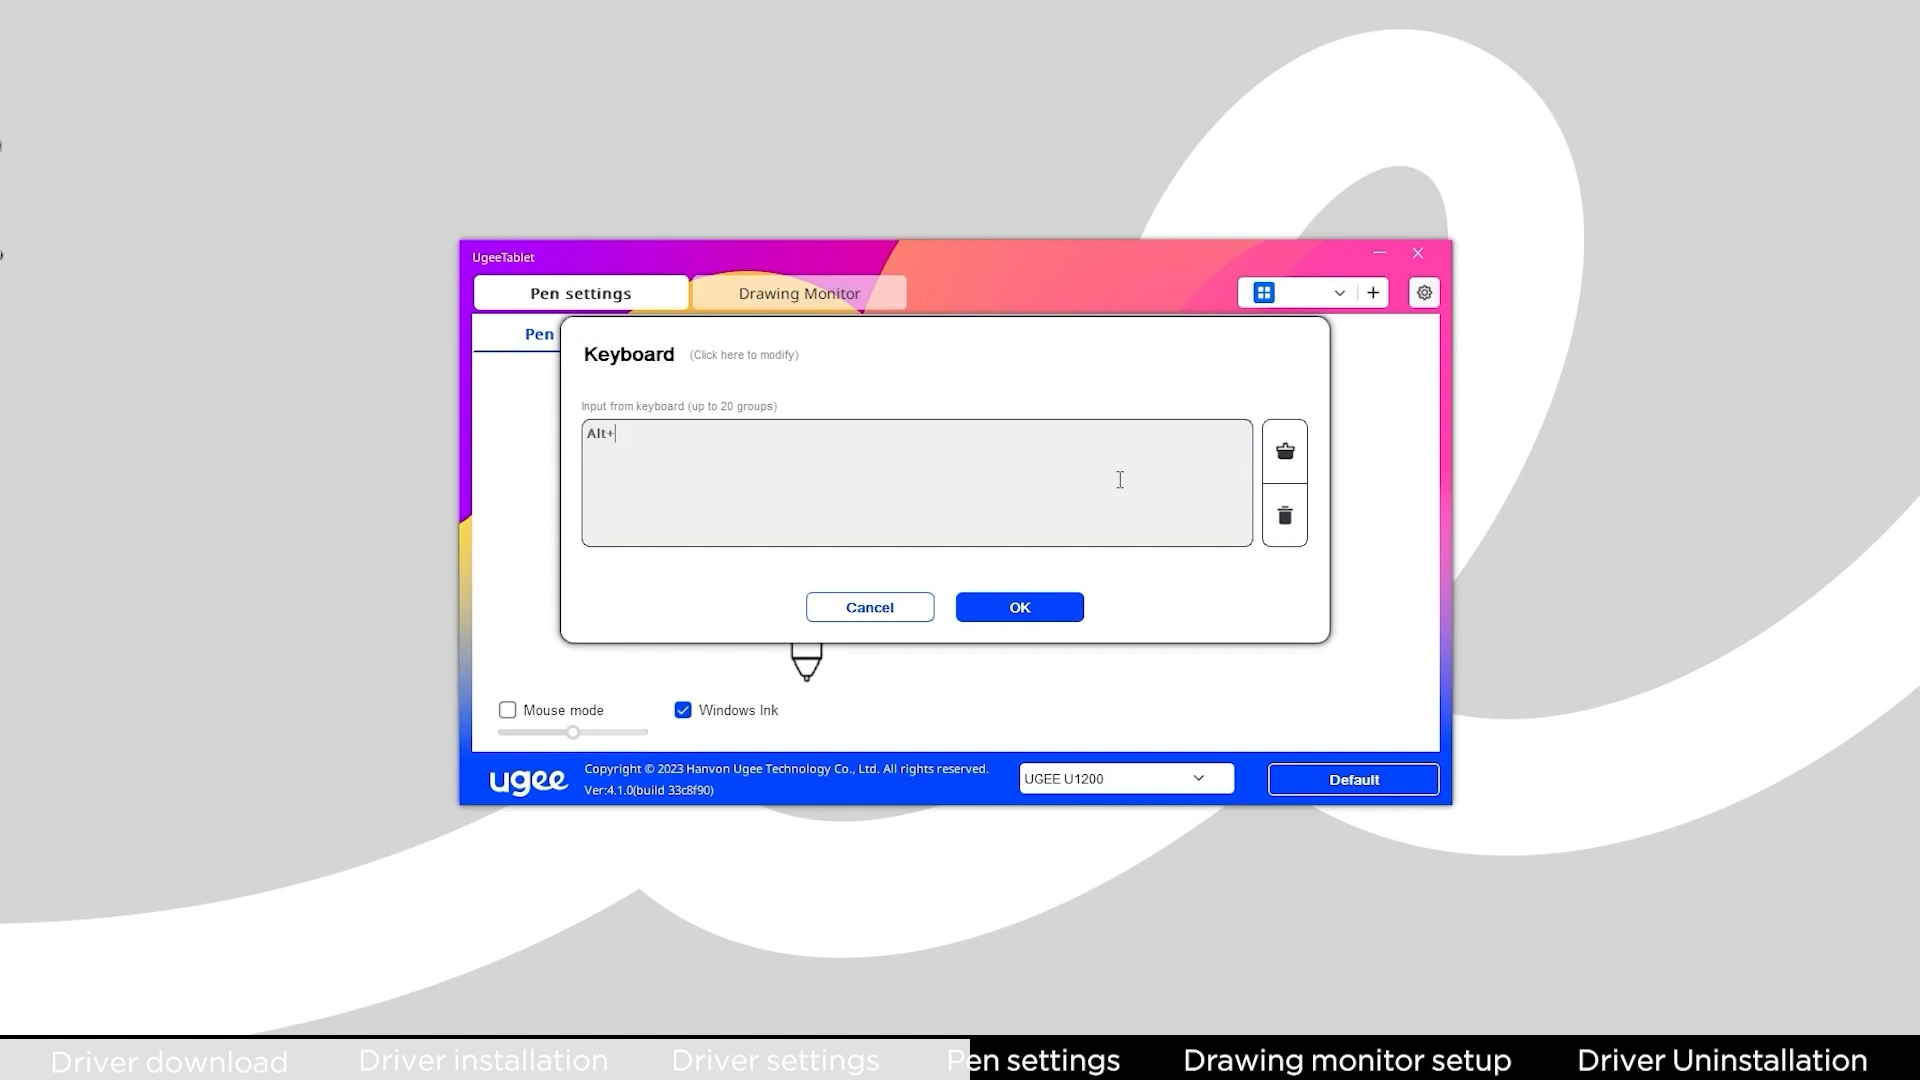 UgeeTablet
Pen settings
Drawing Monitor
Pen
Keyboard
(Click here to modify)
Input from keyboard (up to 20 groups)
Alt+
Cancel
OK
Mouse mode
Windows Ink
ugee
Copyright © 2023 Hanvon Ugee Technology Co., Ltd. All rights reserved.
Ver:4.1.0(build 33c8f90)
UGEE U1200
Default
Driver download
Driver installation
Driver settings
Pen settings
Drawing monitor setup
Driver Uninstallation